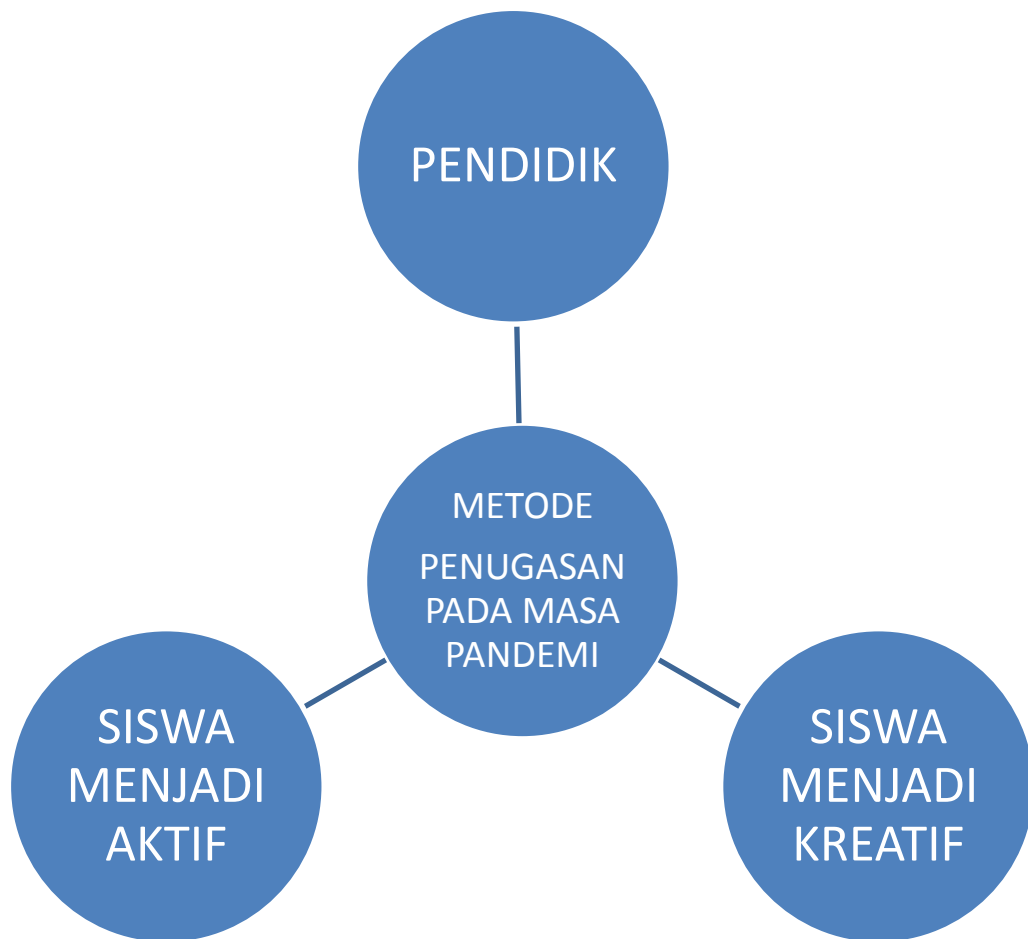 PENDIDIK
METODE
PENUGASAN
PADA MASA
PANDEMI
SISWA
MENJADI
AKTIF
SISWA
MENJADI
KREATIF